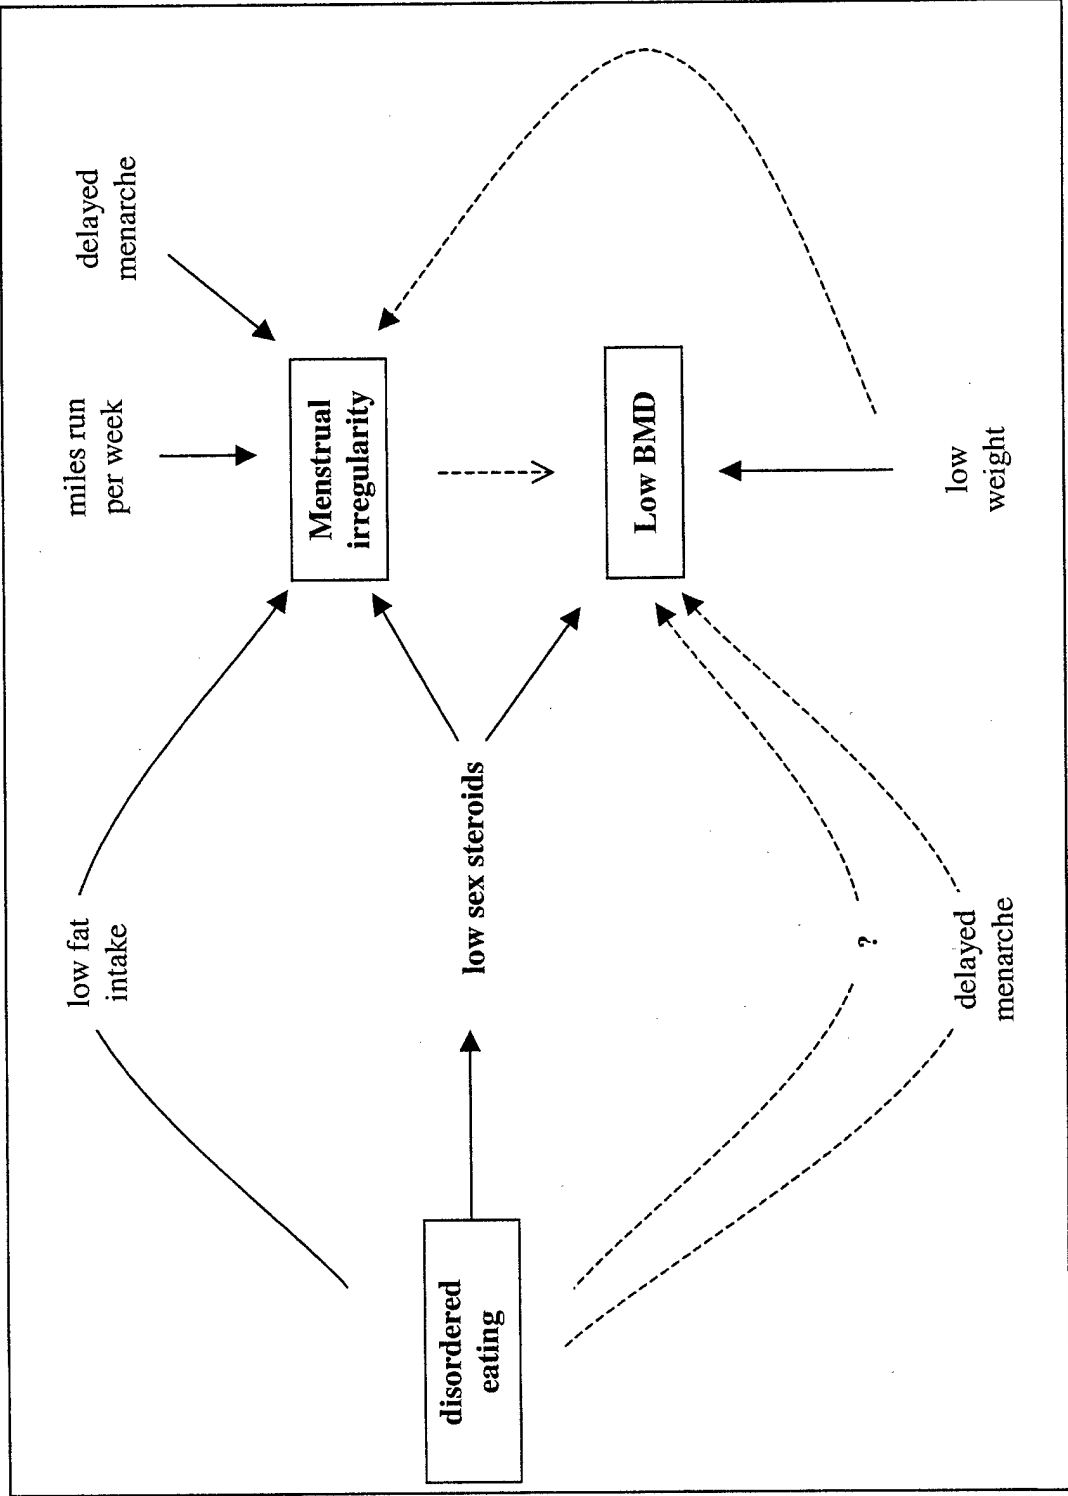 low fat
intake
miles run
per week
delayed
menarche
Menstrual
irregularity
disordered
eating
low sex steroids
Low BMD
?
delayed
menarche
low
weight